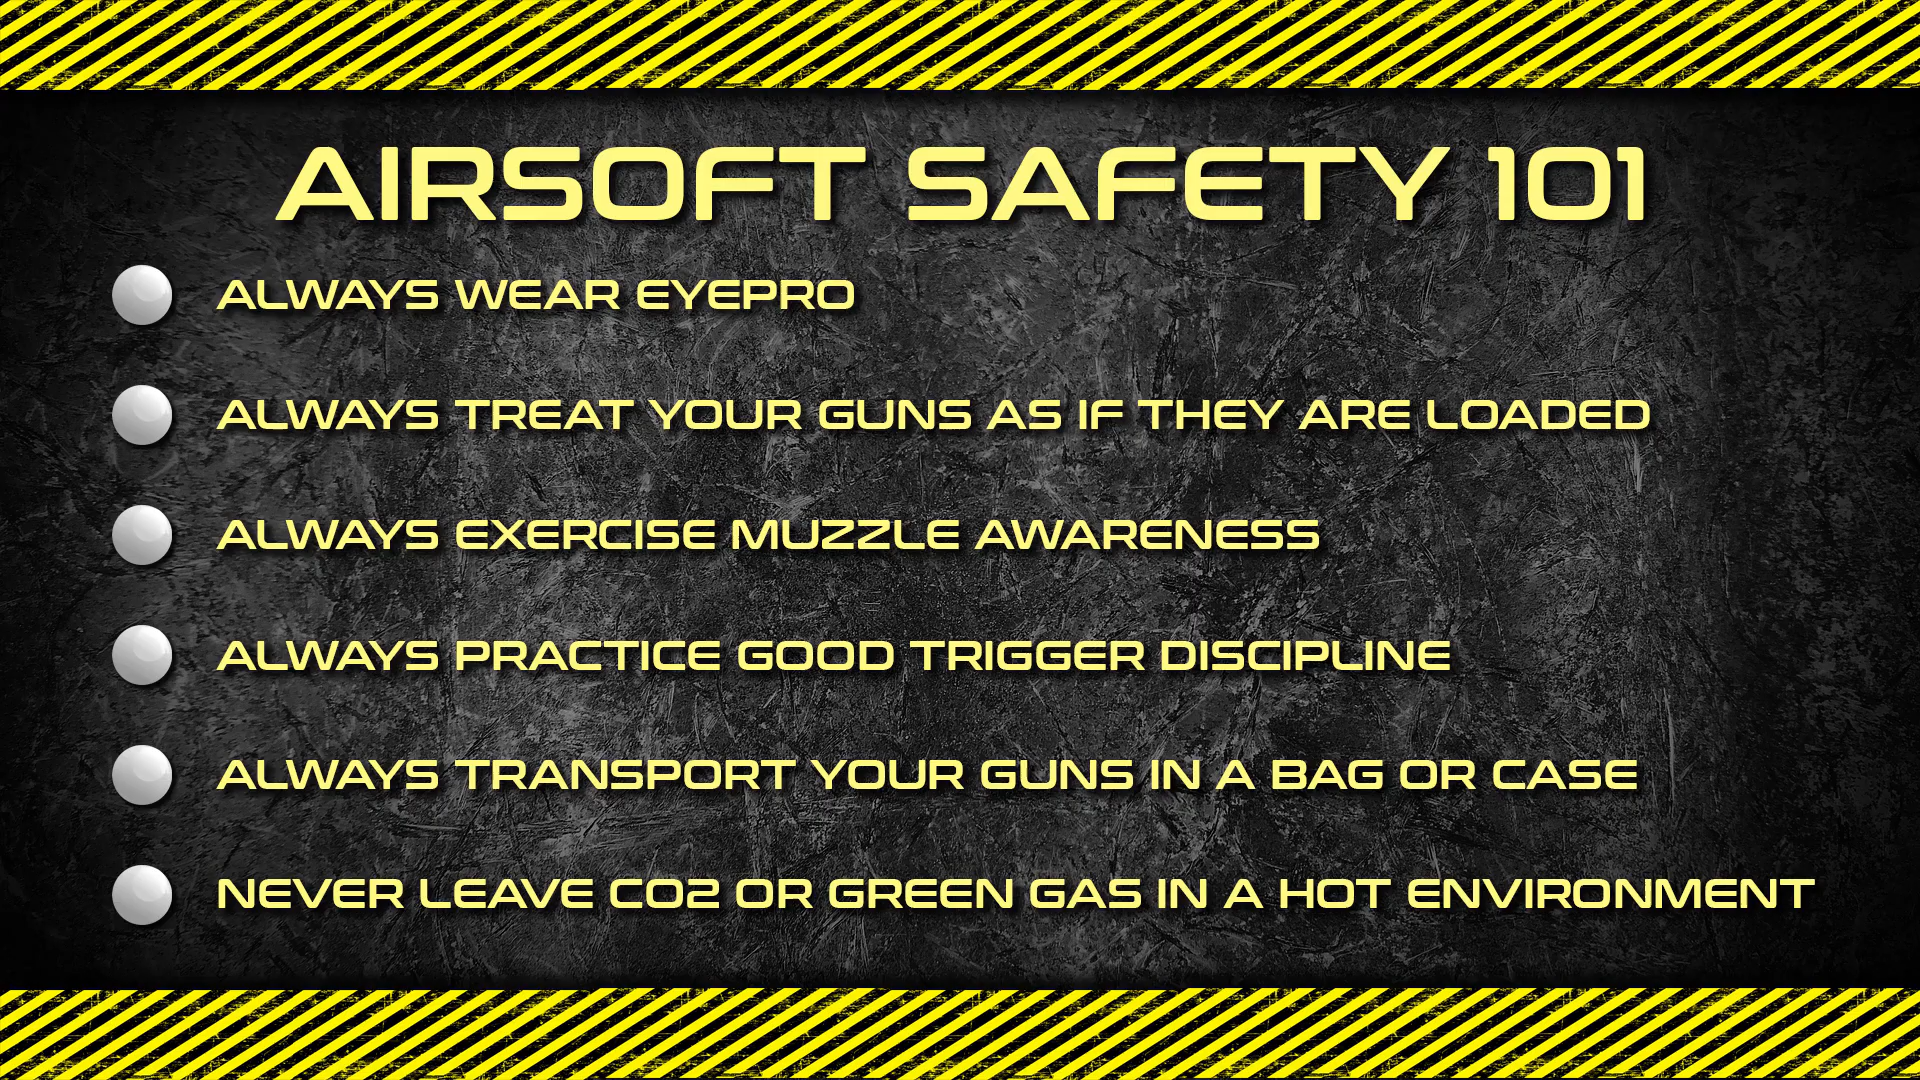 AIRSOFT SAFETY 101
ALWAYS WEAR EYEPRO
ALWAYS TREAT YOUR GUNS AS IF THEY ARE LOADED
ALWAYS EXERCISE MUZZLE AWARENESS
ALWAYS PRACTICE GOOD TRIGGER DISCIPLINE
ALWAYS TRANSPORT YOUR GUNS IN A BAG OR CASE
NEVER LEAVE CO2 OR GREEN GAS IN A HOT ENVIRONMENT